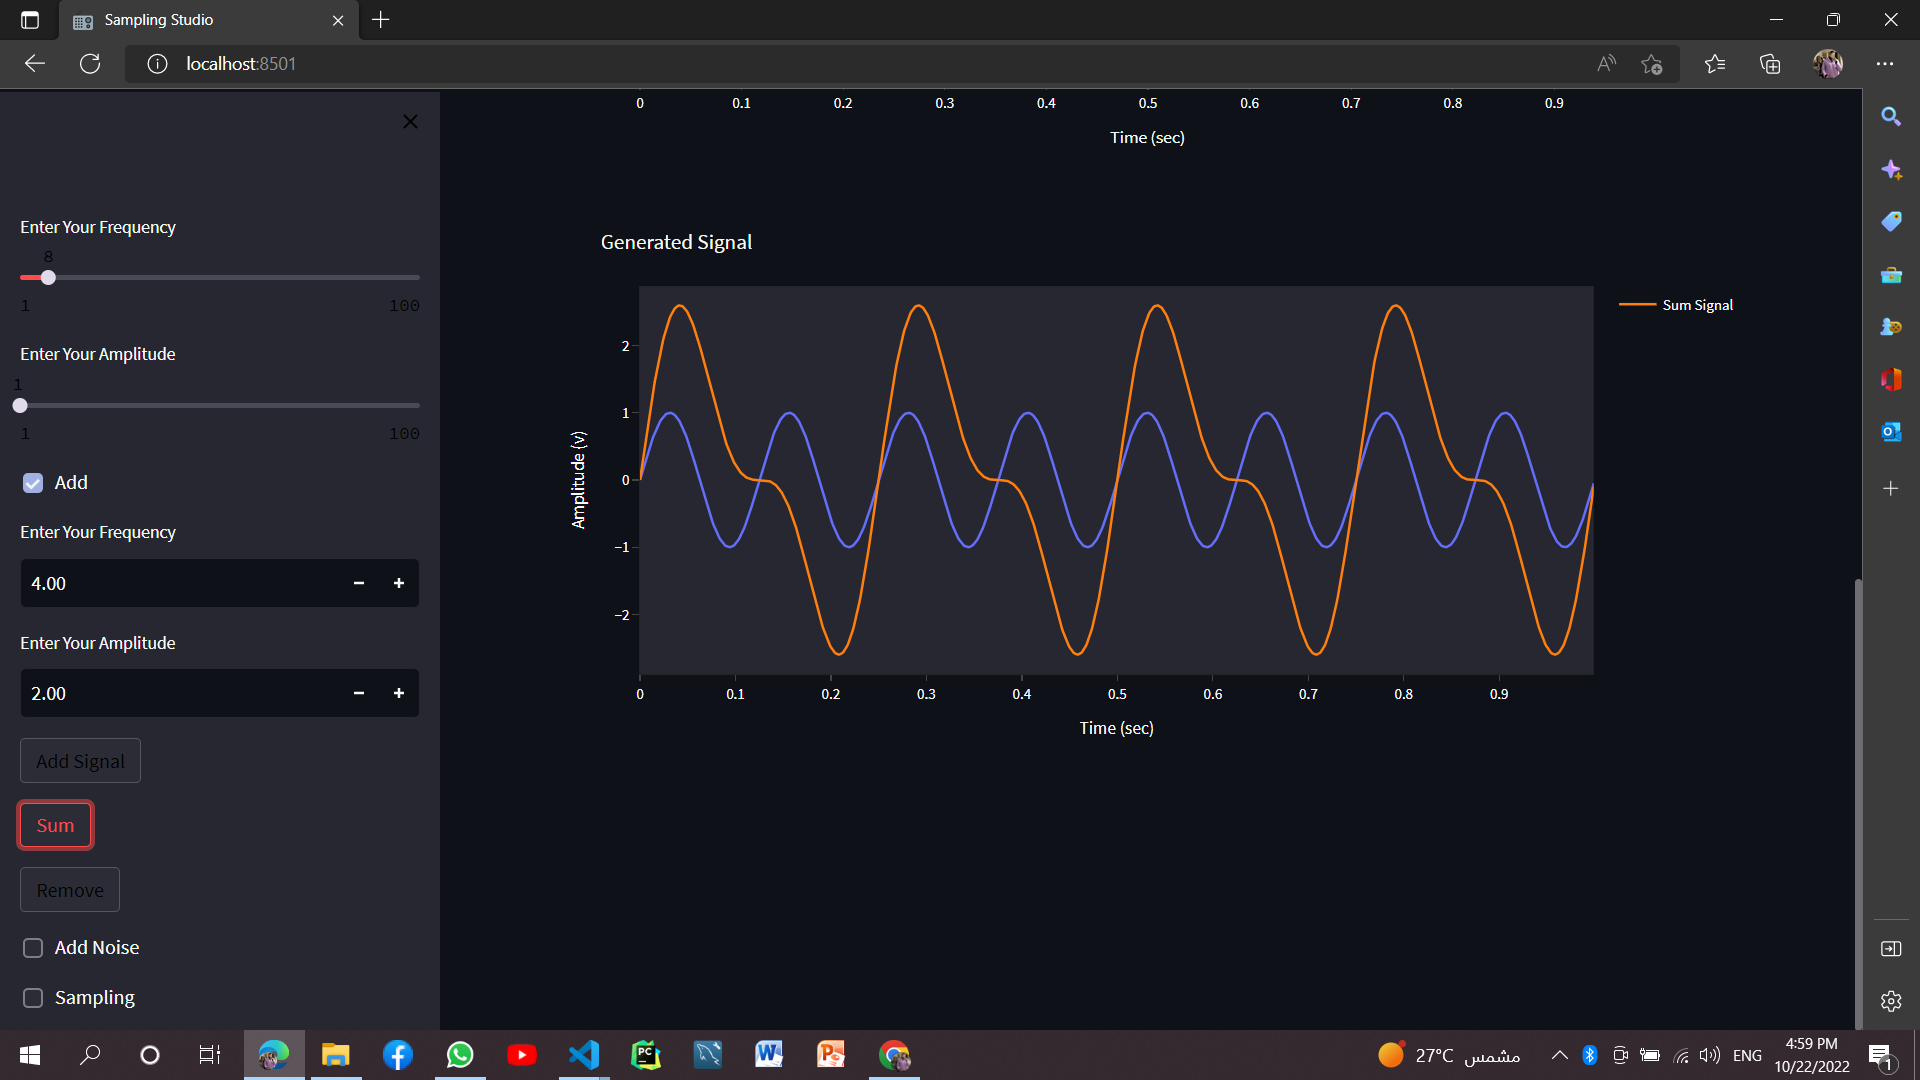 Sampling Studio
localhost:8501
Enter Your Frequency
8
1 100
Enter Your Amplitude
1
1 100
Add
Enter Your Frequency
4.00
Enter Your Amplitude
2.00
Add Signal
Sum
Remove
Add Noise
Sampling
0 0.1 0.2 0.3 0.4 0.5 0.6 0.7 0.8 0.9
Time (sec)
Generated Signal
Sum Signal
Amplitude (v)
2
1
0
−1
−2
0 0.1 0.2 0.3 0.4 0.5 0.6 0.7 0.8 0.9
Time (sec)
27°C مشمس
ENG
4:59 PM
10/22/2022
1